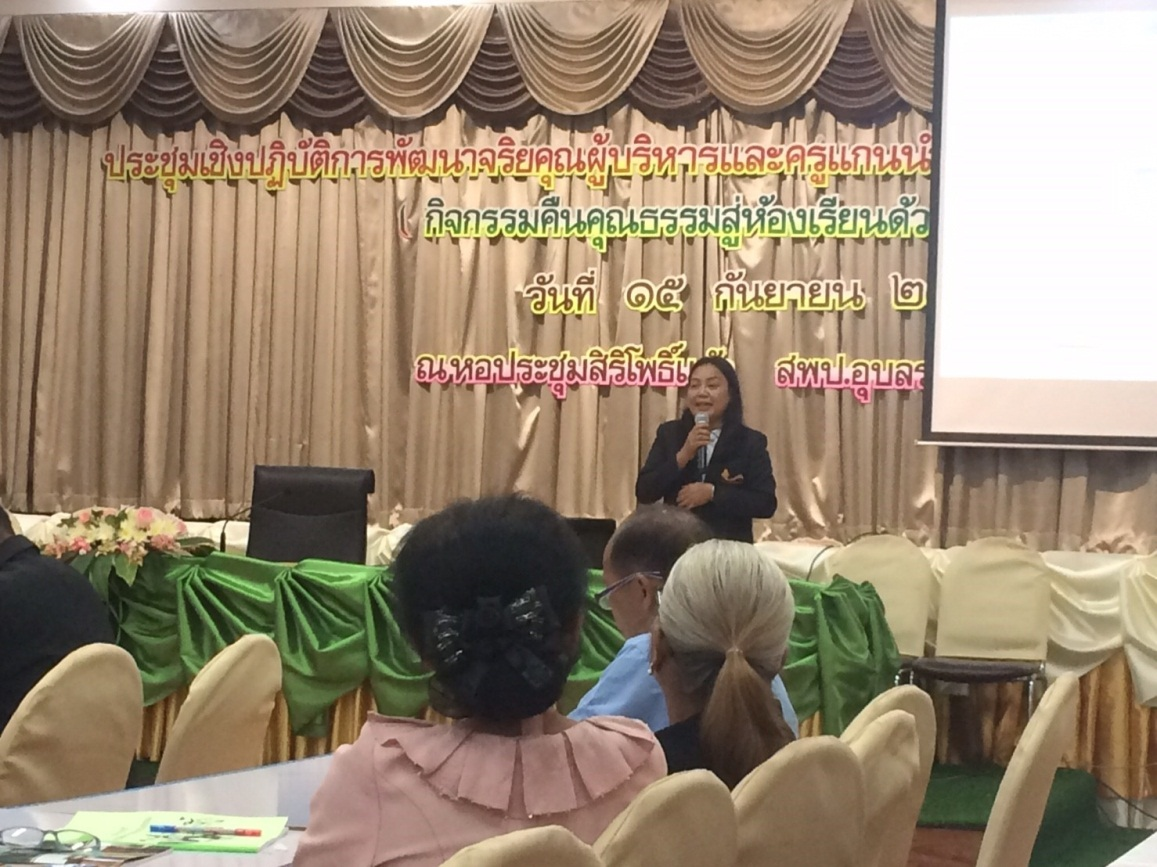 ประชุมเชิงปฏิบัติการพัฒนาจริยคุณผู้บริหารและครูแกนนำ
( กิจกรรมคืนคุณธรรมสู่ห้องเรียนด้วย
วันที่ ๑๕ กันยายน ๒
ณ หอประชุมสิริโพธิ์ สพป.อุบลร